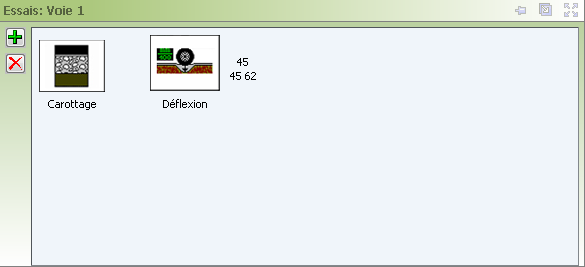 Essais: Voie 1
45
45 62
Carottage
Déflexion